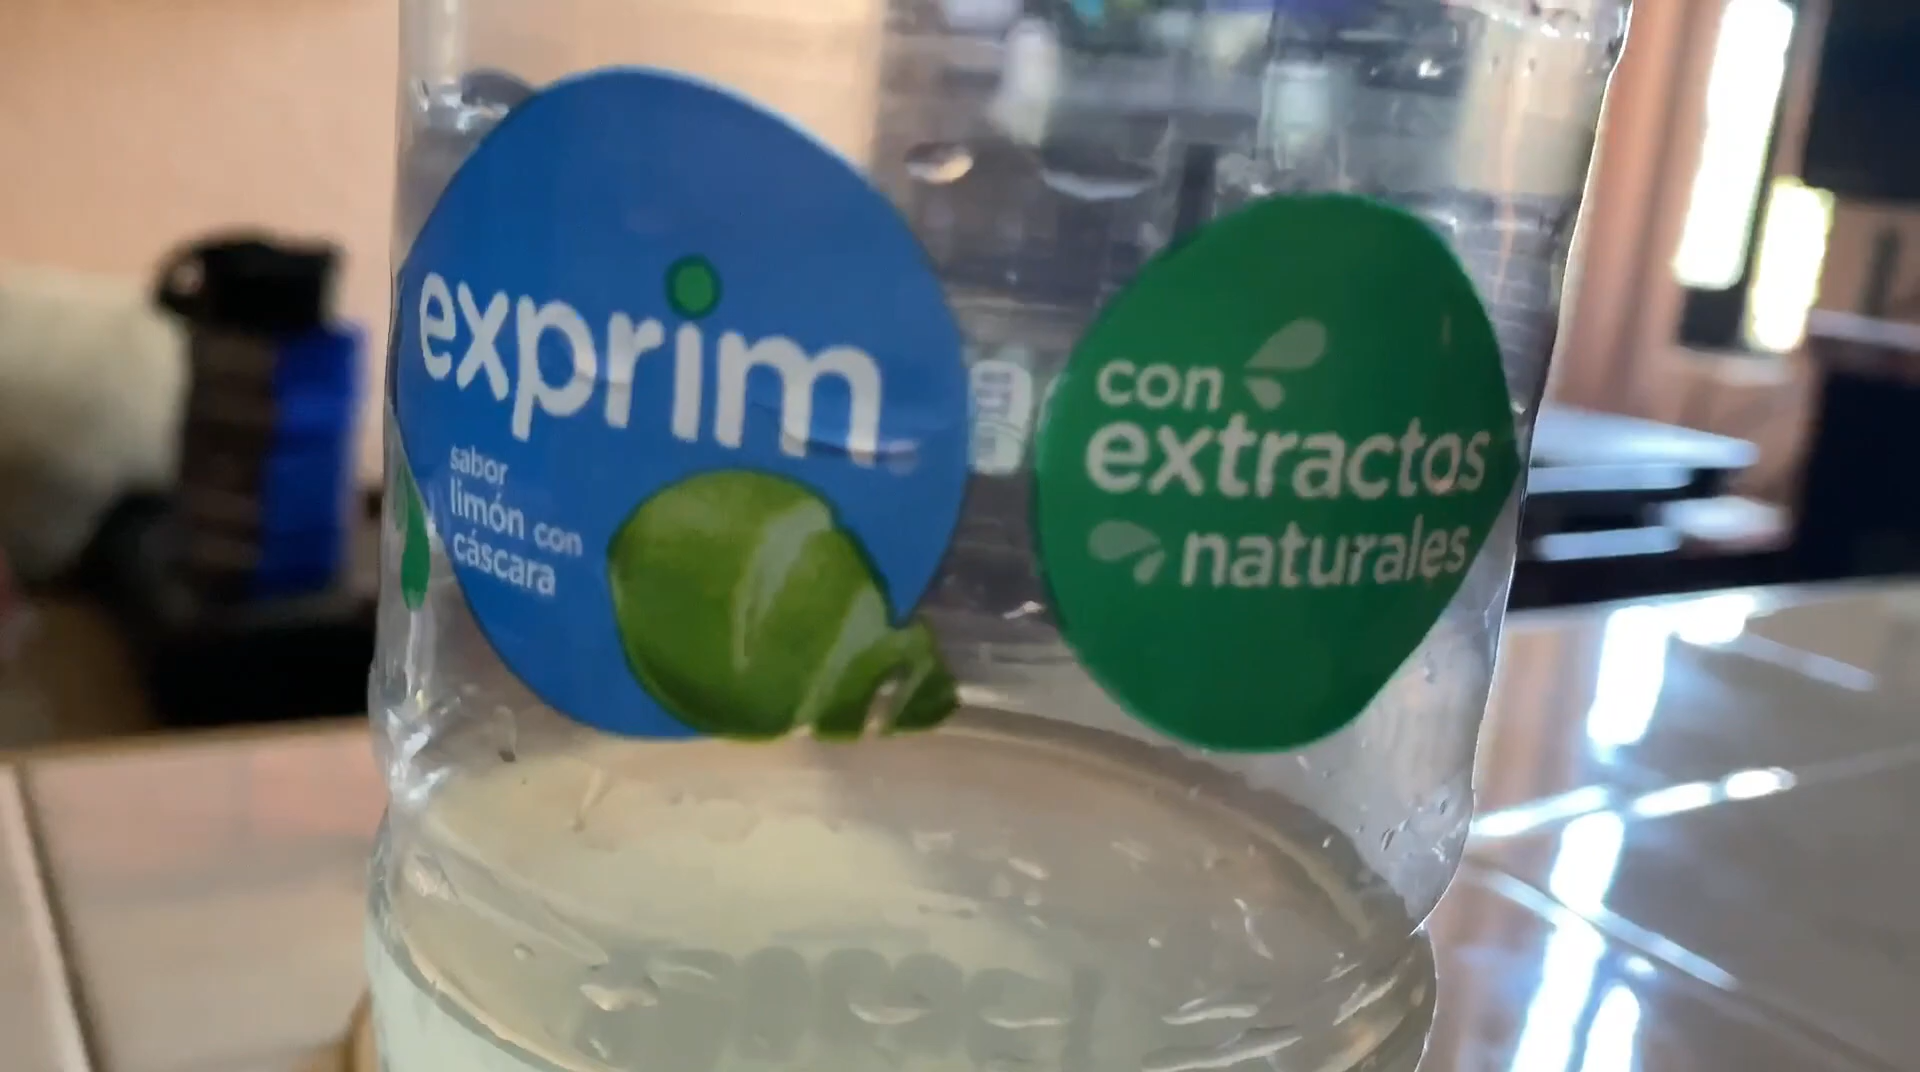 exprim
sabor
limón con
cáscara
con
extractos
naturales